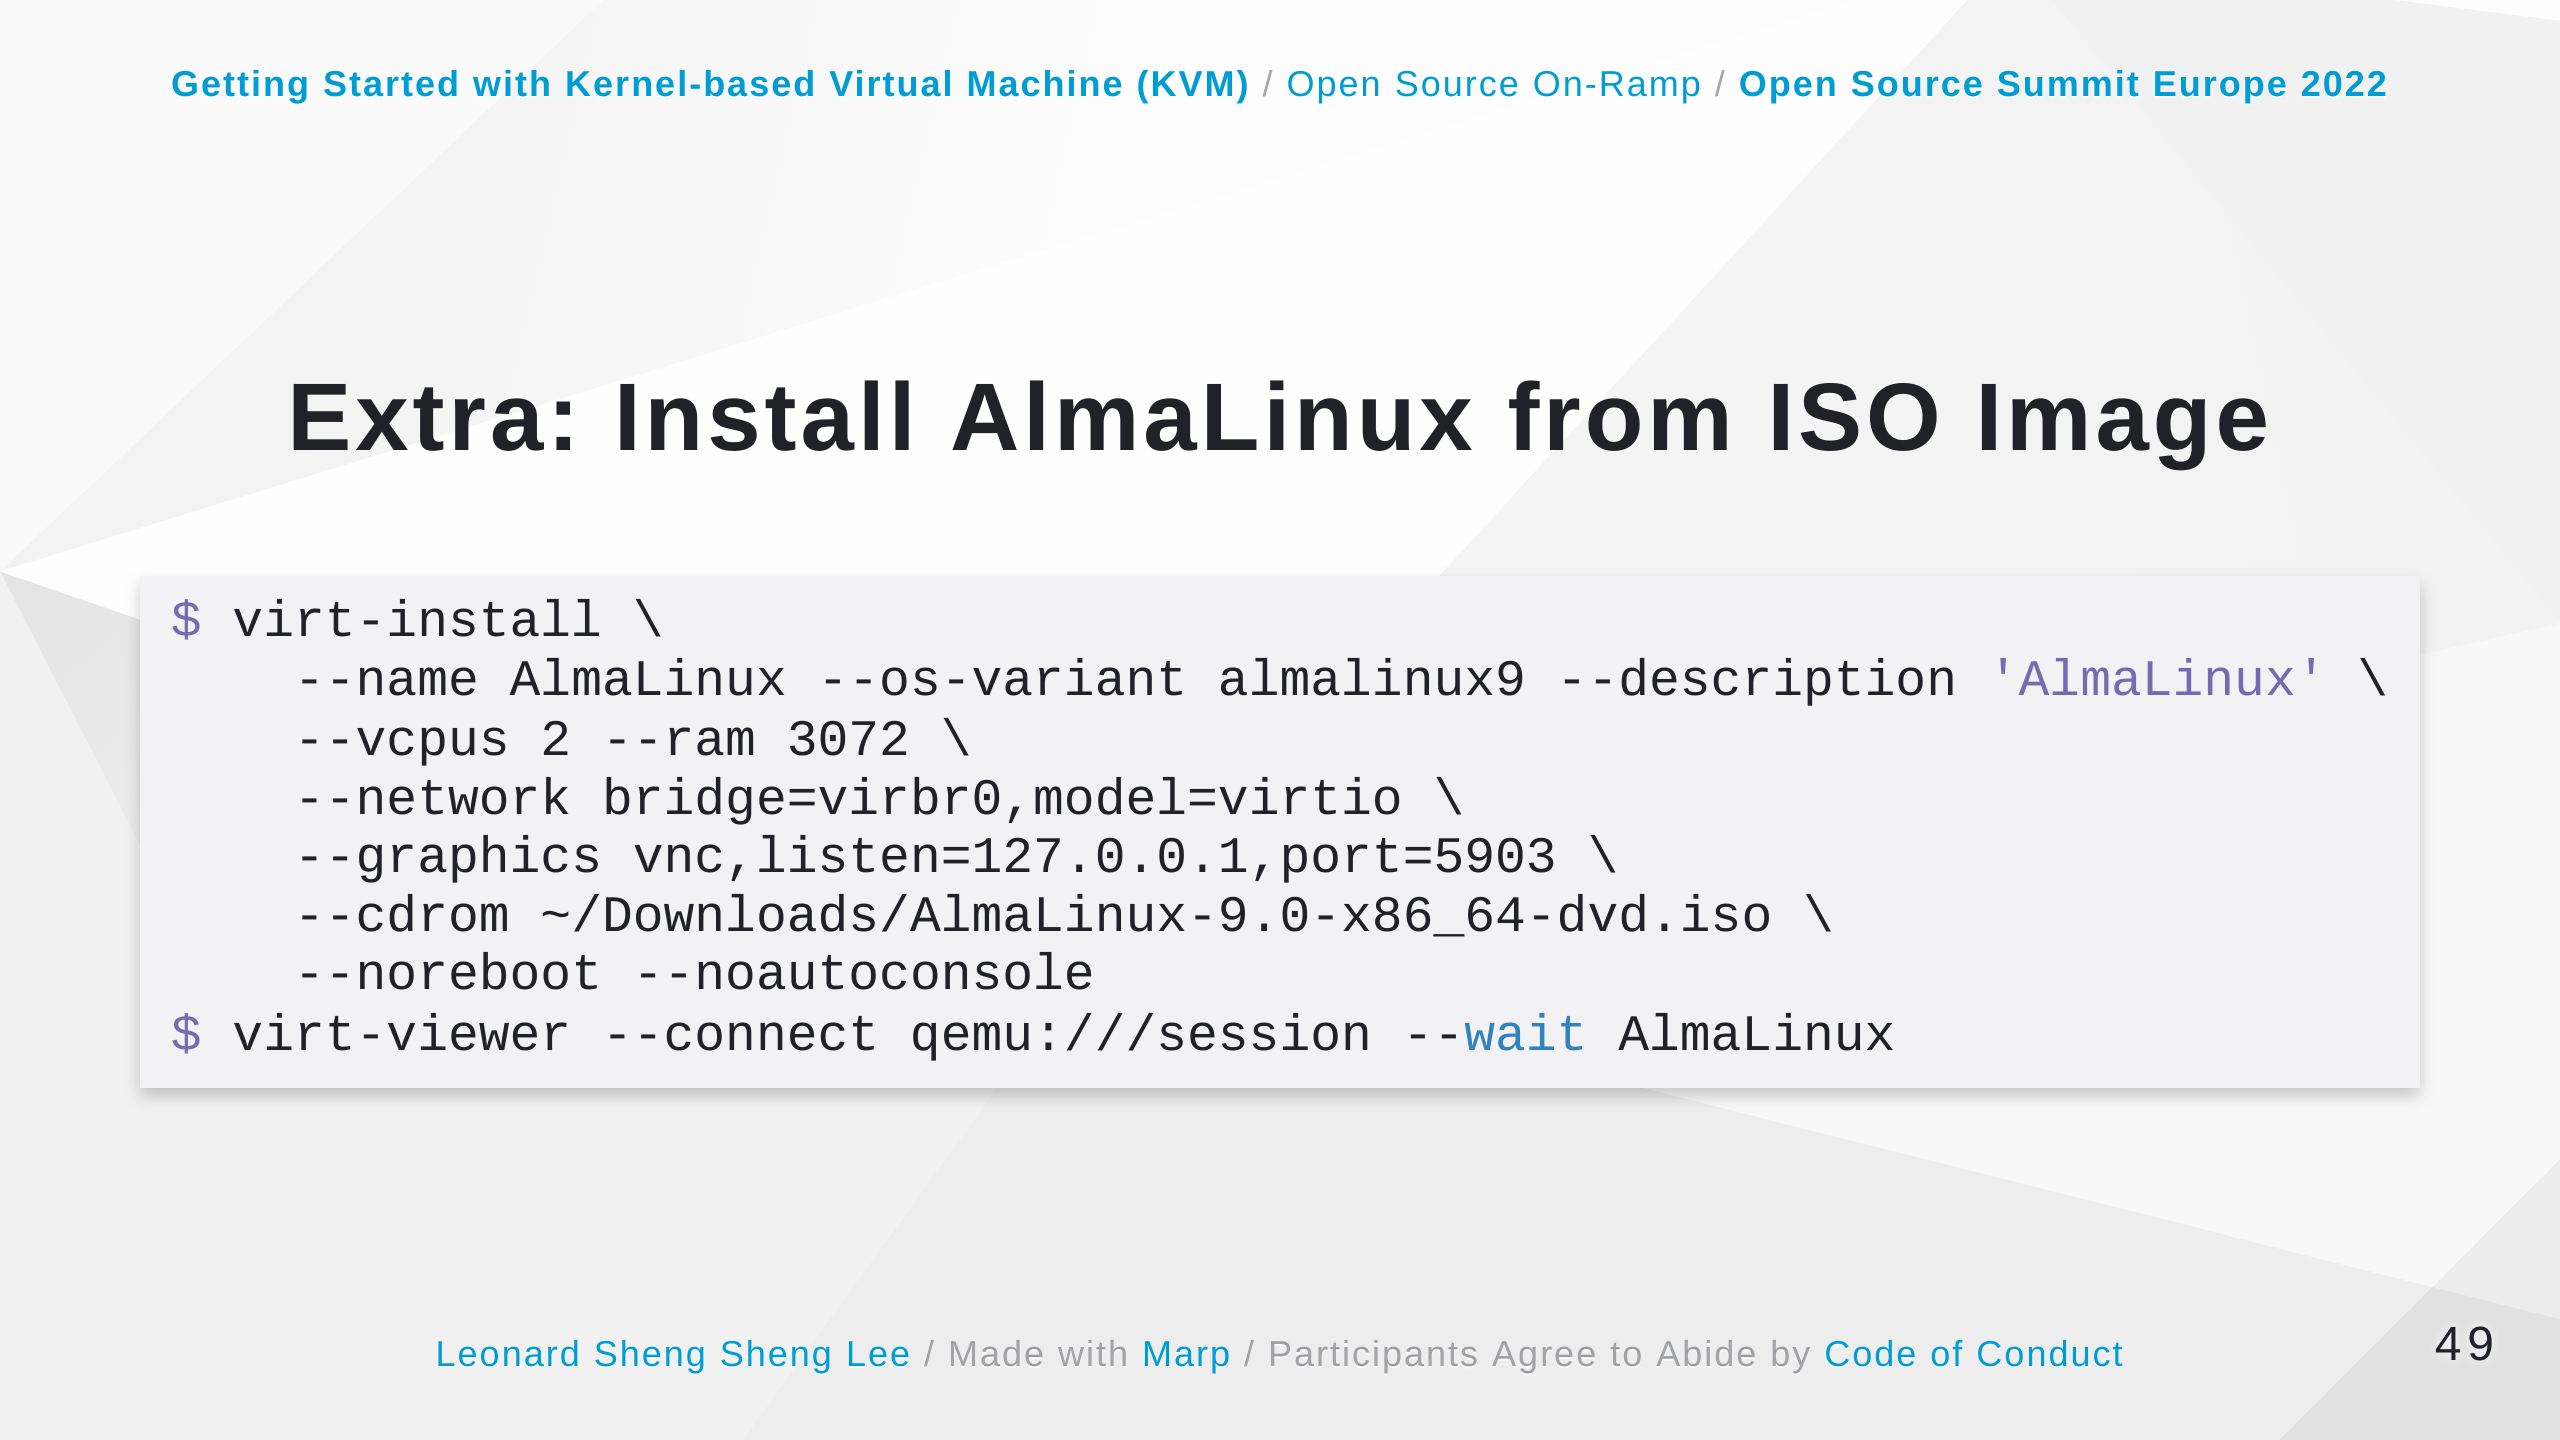 Getting Started with Kernel-based Virtual Machine (KVM) / Open Source On-Ramp / Open Source Summit Europe 2022
Extra: Install AlmaLinux from ISO Image
$ virt-install \
    --name AlmaLinux --os-variant almalinux9 --description 'AlmaLinux' \
    --vcpus 2 --ram 3072 \
    --network bridge=virbr0,model=virtio \
    --graphics vnc,listen=127.0.0.1,port=5903 \
    --cdrom ~/Downloads/AlmaLinux-9.0-x86_64-dvd.iso \
    --noreboot --noautoconsole
$ virt-viewer --connect qemu:///session --wait AlmaLinux
Leonard Sheng Sheng Lee / Made with Marp / Participants Agree to Abide by Code of Conduct
49